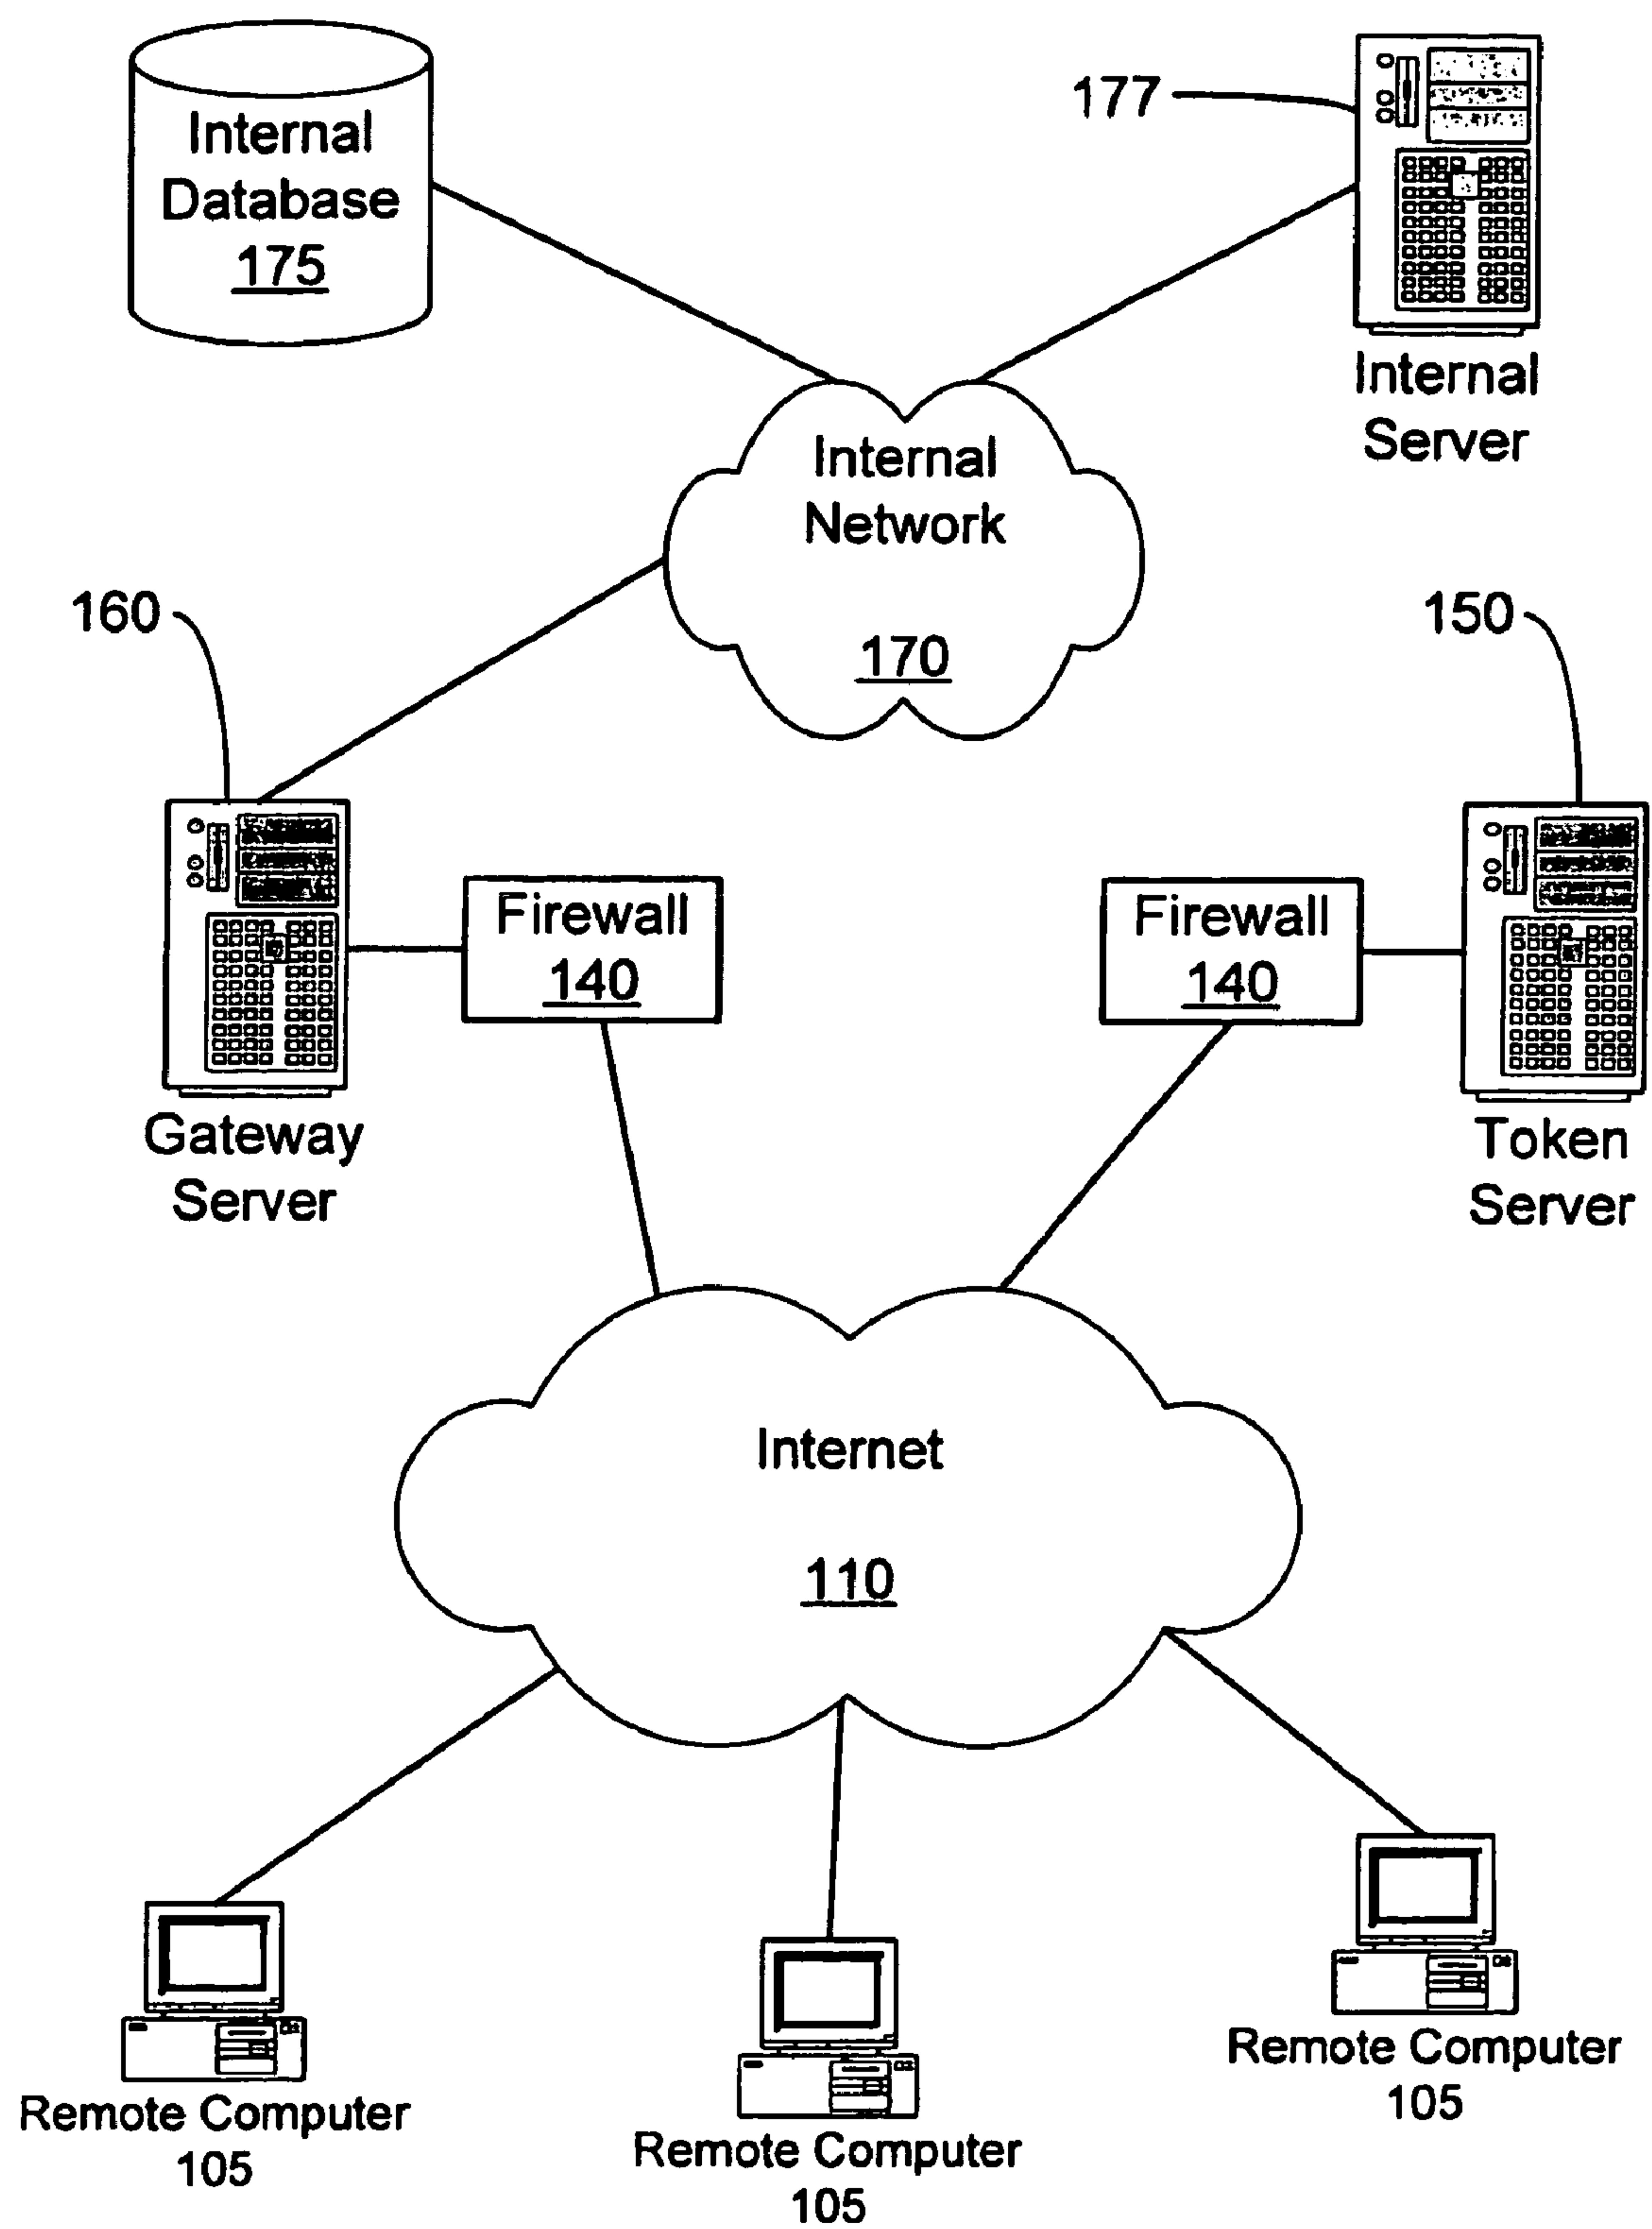 Internal
Database
175
177
Internal
Server
Internal
Network
170
160
150
Firewall
140
Firewall
140
Gateway
Server
Token
Server
Internet
110
Remote Computer
105
Remote Computer
105
Remote Computer
105